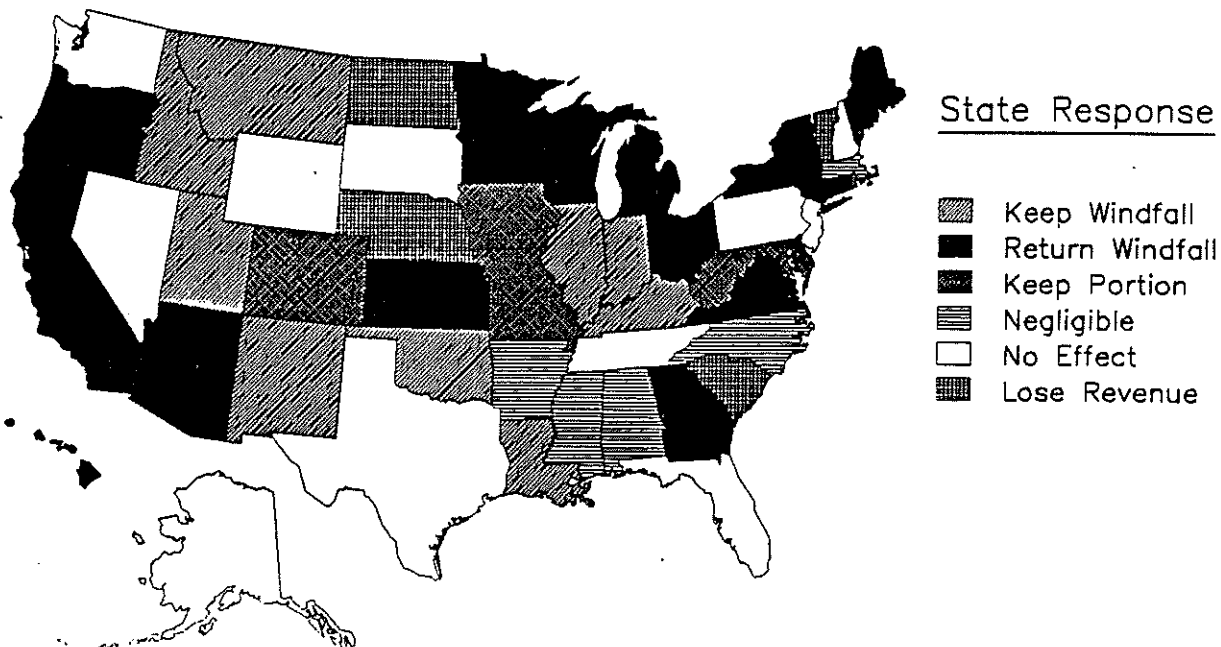 State Response
Keep Windfall
Return Windfall
Keep Portion
Negligible
No Effect
Lose Revenue